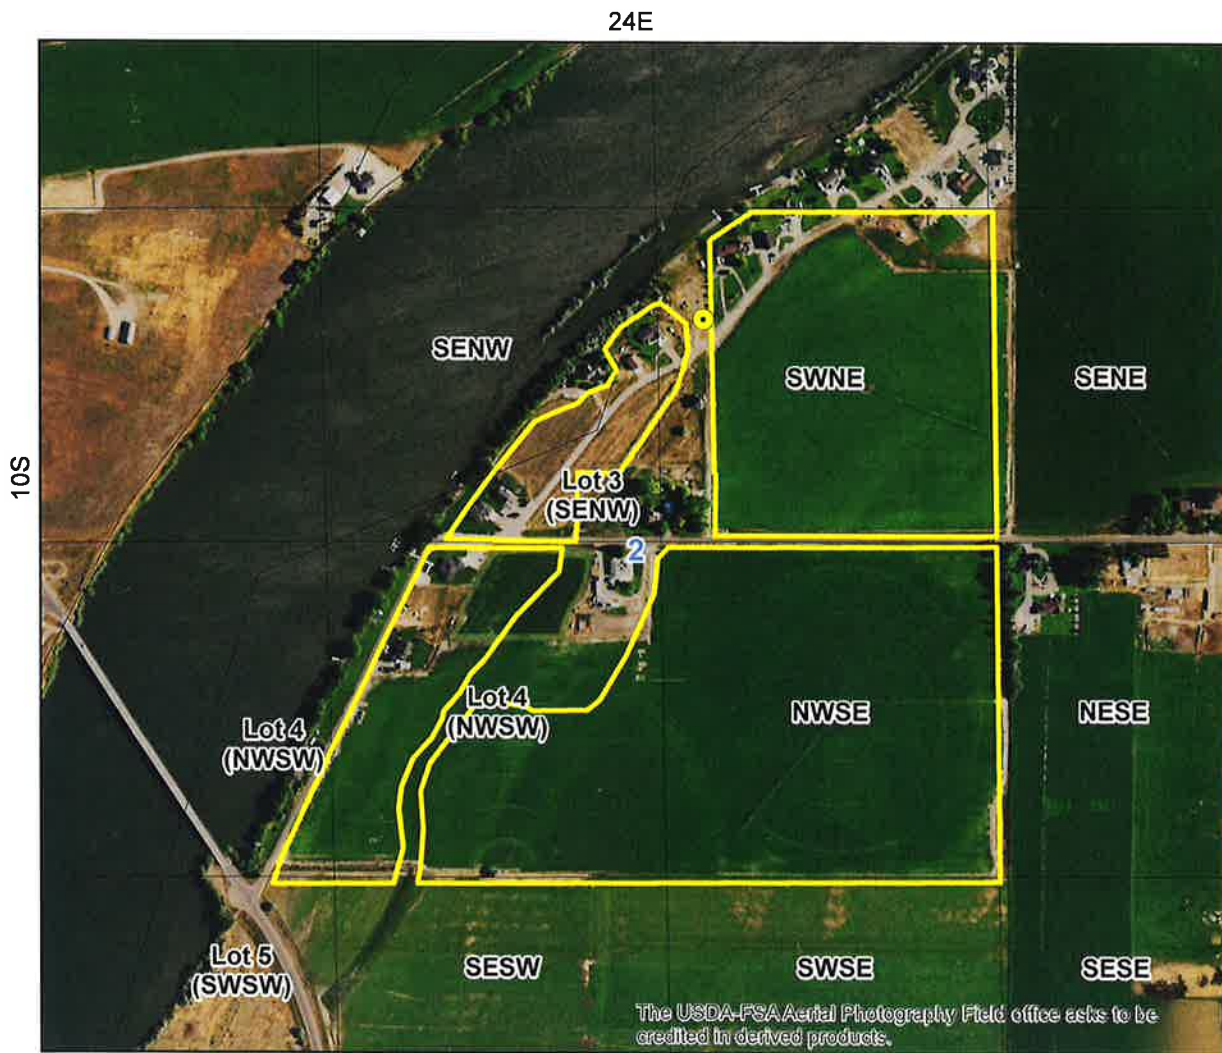 24E
10S
SENW
SWNE
SENE
Lot 3
(SENW)
2
Lot 4
(NWSW)
Lot 4
(NWSW)
NWSE
NESE
Lot 5
(SWSW)
SESW
SWSE
SESE
The USDA-FSA Aerial Photography Field office asks to be
credited in derived products.